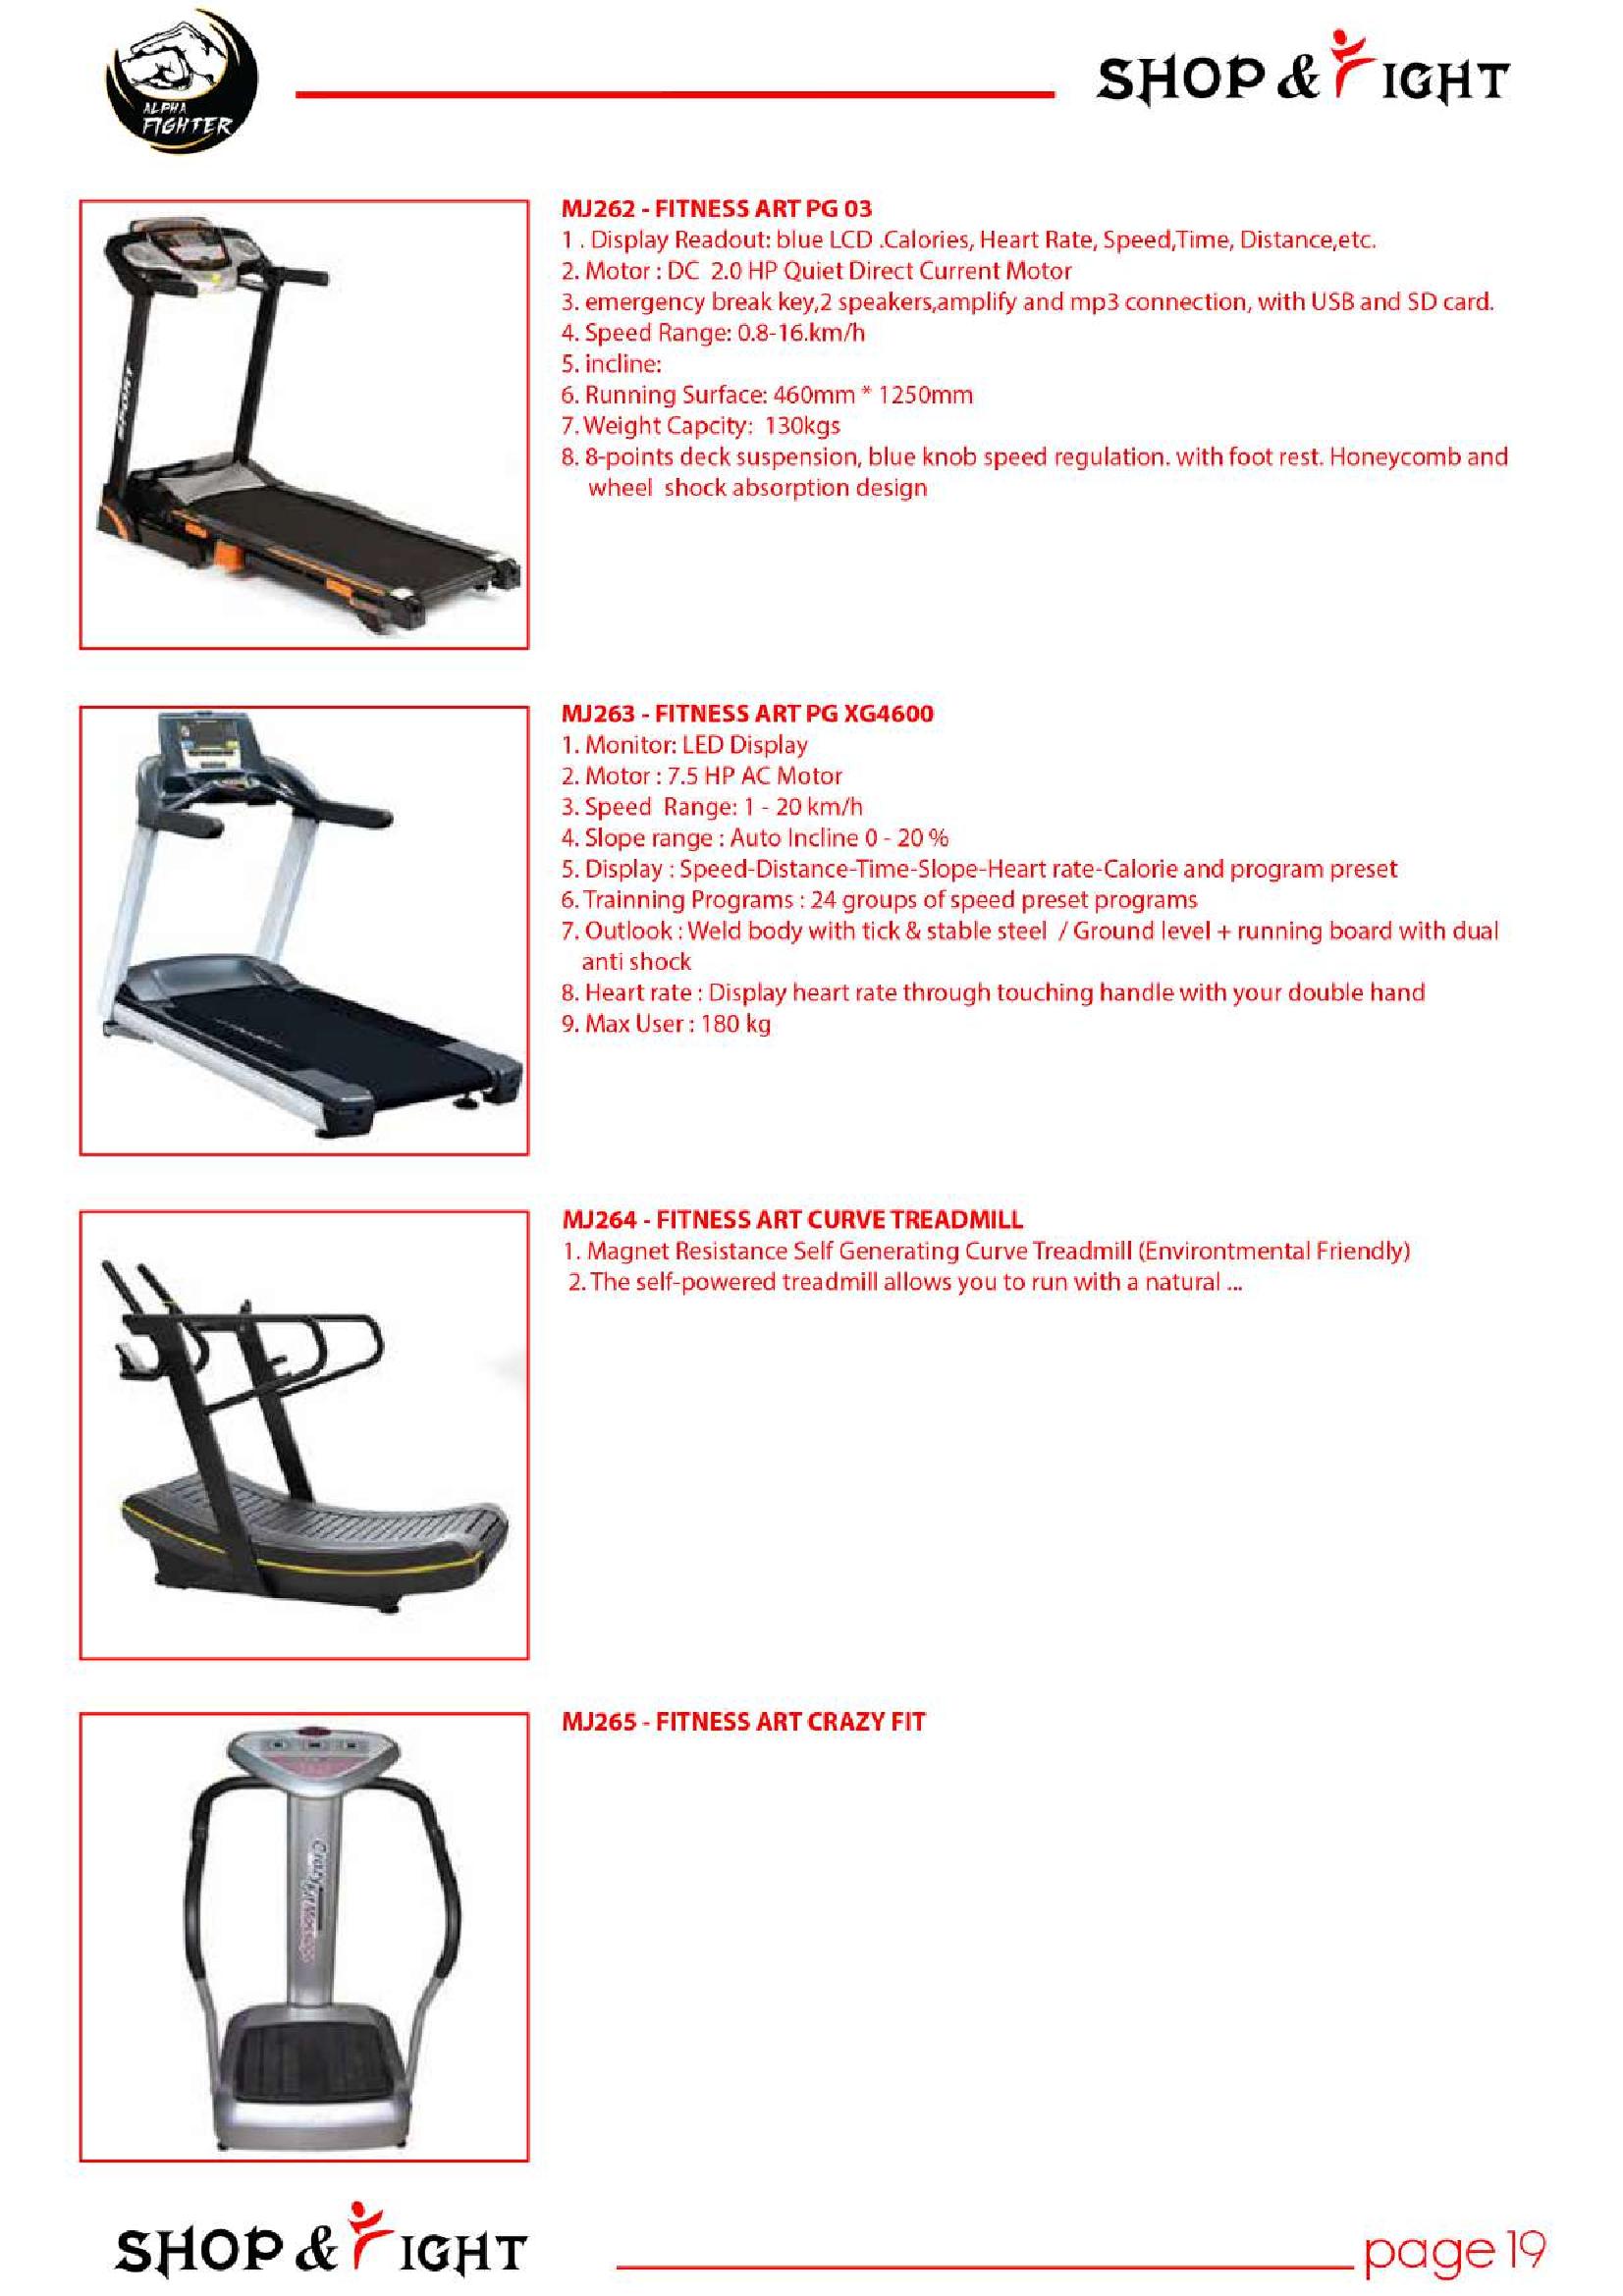 ALPHA
FIGHTER
SHOP & FIGHT
MJ262 - FITNESS ART PG 03
1 . Display Readout: blue LCD .Calories, Heart Rate, Speed,Time, Distance,etc.
2. Motor : DC 2.0 HP Quiet Direct Current Motor
3. emergency break key,2 speakers,amplify and mp3 connection, with USB and SD card.
4. Speed Range: 0.8-16.km/h
5. incline:
6. Running Surface: 460mm * 1250mm
7. Weight Capcity: 130kgs
8. 8-points deck suspension, blue knob speed regulation. with foot rest. Honeycomb and
wheel shock absorption design
SPORT
MJ263 - FITNESS ART PG XG4600
1. Monitor: LED Display
2. Motor : 7.5 HP AC Motor
3. Speed Range: 1 - 20 km/h
4. Slope range : Auto Incline 0 - 20 %
5. Display : Speed-Distance-Time-Slope-Heart rate-Calorie and program preset
6. Trainning Programs : 24 groups of speed preset programs
7. Outlook : Weld body with tick & stable steel / Ground level + running board with dual
anti shock
8. Heart rate : Display heart rate through touching handle with your double hand
9. Max User : 180 kg
MJ264 - FITNESS ART CURVE TREADMILL
1. Magnet Resistance Self Generating Curve Treadmill (Environtmental Friendly)
2. The self-powered treadmill allows you to run with a natural ...
MJ265 - FITNESS ART CRAZY FIT
Crazy Fit Massage
SHOP & FIGHT
page 19